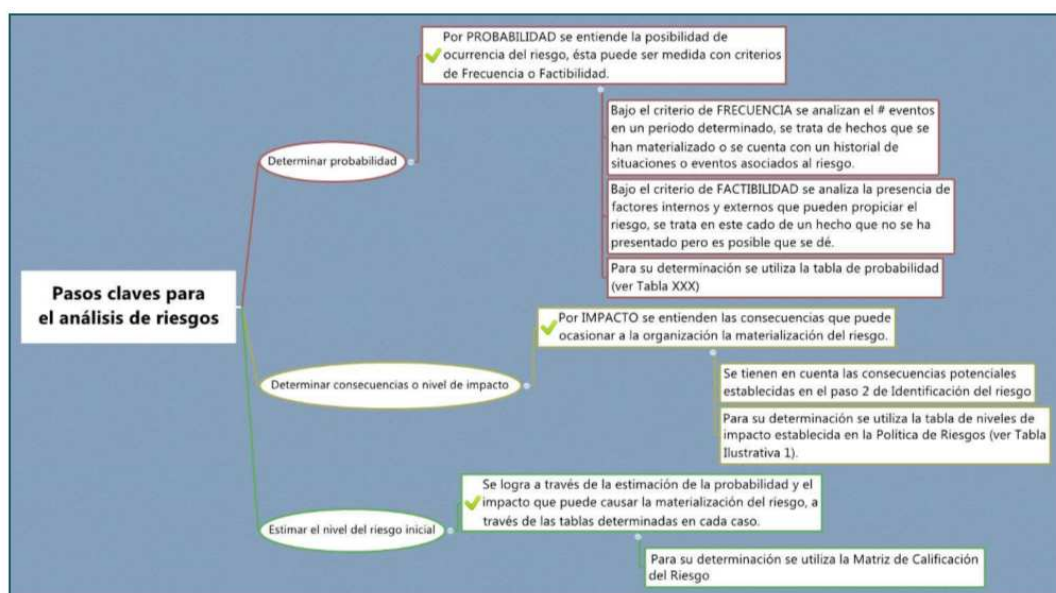 Por PROBABILIDAD se entiende la posibilidad de
ocurrencia del riesgo, ésta puede ser medida con criterios
de Frecuencia o Factibilidad.
Bajo el criterio de FRECUENCIA se analizan el # eventos
en un periodo determinado, se trata de hechos que se
han materializado o se cuenta con un historial de
situaciones o eventos asociados al riesgo.
Determinar probabilidad
Bajo el criterio de FACTIBILIDAD se analiza la presencia de
factores internos y externos que pueden propiciar el
riesgo, se trata en este cado de un hecho que no se ha
presentado pero es posible que se dé.
Para su determinación se utiliza la tabla de probabilidad
(ver Tabla XXX)
Pasos claves para
el análisis de riesgos
Por IMPACTO se entienden las consecuencias que puede
ocasionar a la organización la materialización del riesgo.
Determinar consecuencias o nivel de impacto
Se tienen en cuenta las consecuencias potenciales
establecidas en el paso 2 de Identificación del riesgo
Para su determinación se utiliza la tabla de niveles de
impacto establecida en la Política de Riesgos (ver Tabla
Ilustrativa 1).
Se logra a través de la estimación de la probabilidad y el
impacto que puede causar la materialización del riesgo, a
través de las tablas determinadas en cada caso.
Estimar el nivel del riesgo inicial
Para su determinación se utiliza la Matriz de Calificación
del Riesgo